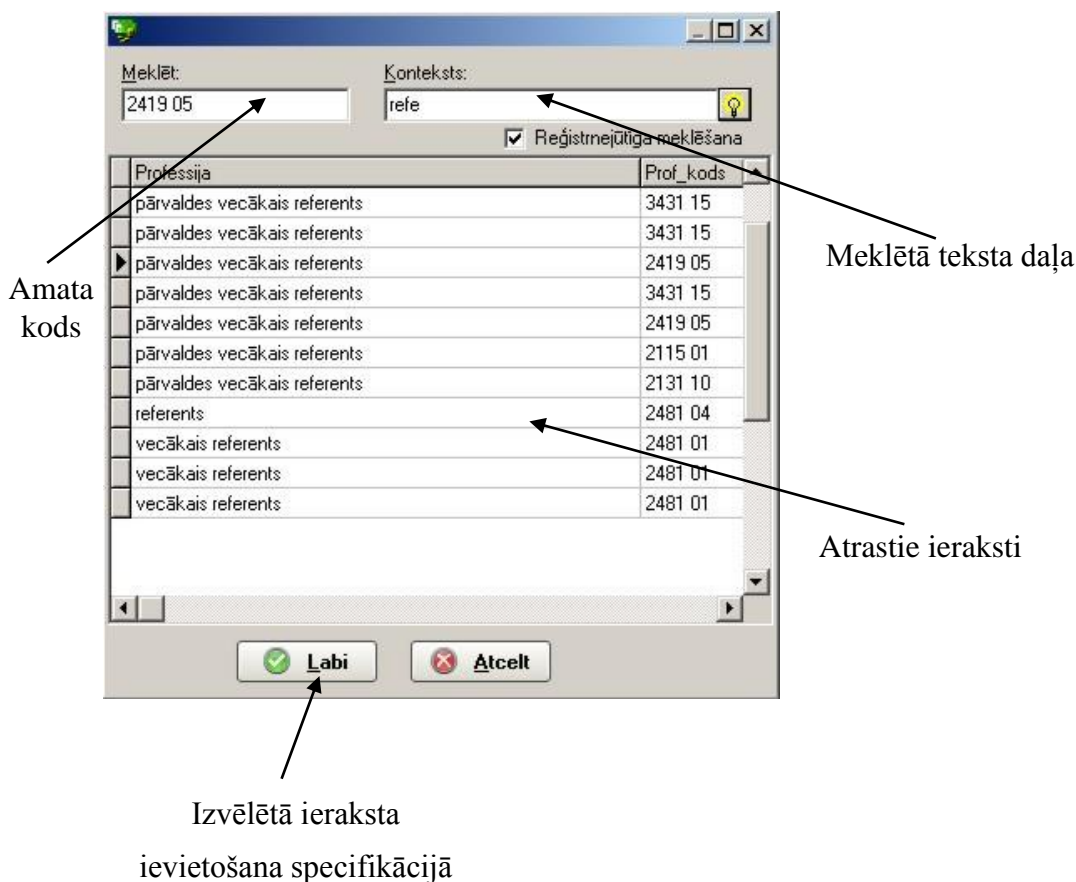 Meklēt:
Konteksts:
2419 05
refe
Reģistrnejūtīga meklēšana
Professija
Prof_kods
pārvaldes vecākais referents
3431 15
pārvaldes vecākais referents
3431 15
pārvaldes vecākais referents
2419 05
pārvaldes vecākais referents
3431 15
pārvaldes vecākais referents
2419 05
pārvaldes vecākais referents
2115 01
pārvaldes vecākais referents
2131 10
referents
2481 04
vecākais referents
2481 01
vecākais referents
2481 01
vecākais referents
2481 01
Labi
Atcelt
Amata
kods
Meklētā teksta daļa
Atrastie ieraksti
Izvēlētā ieraksta
ievietošana specifikācijā